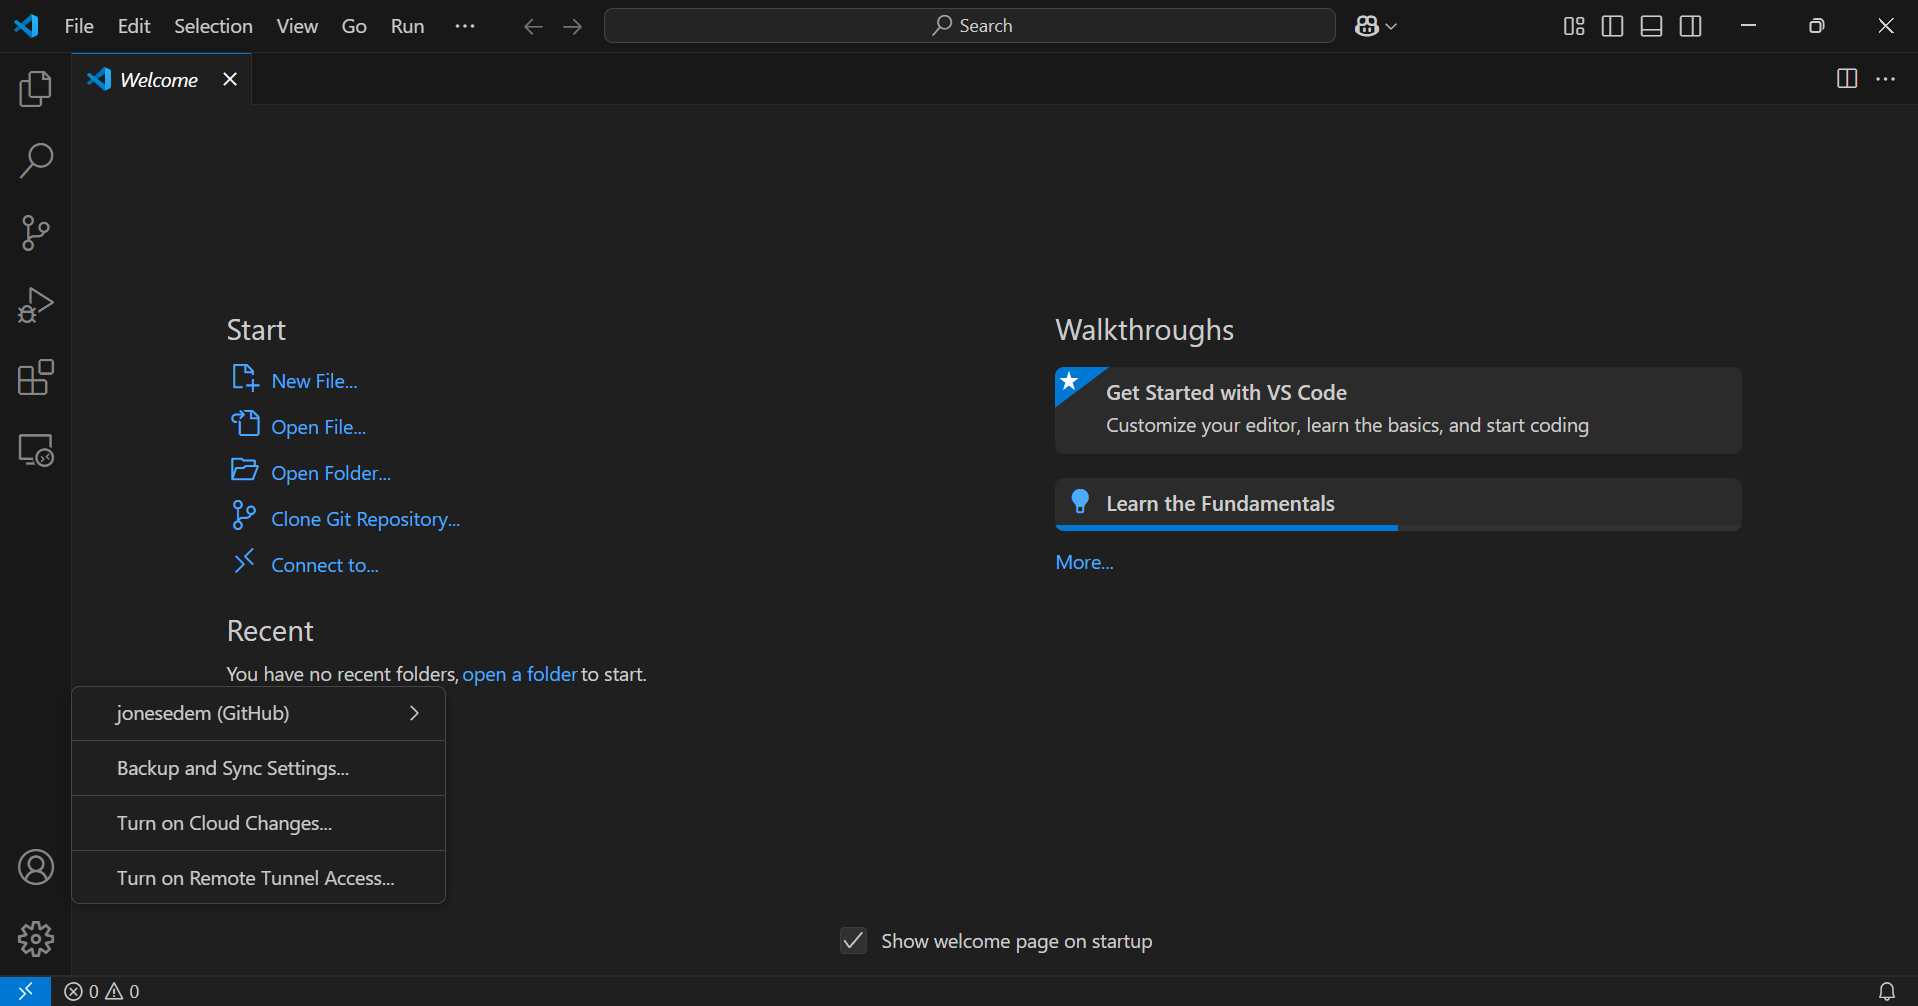 File Edit Selection View Go Run ··· Search
Welcome
Start
New File...
Open File...
Open Folder...
Clone Git Repository...
Connect to...
Recent
You have no recent folders, open a folder to start.
Walkthroughs
Get Started with VS Code
Customize your editor, learn the basics, and start coding
Learn the Fundamentals
More...
jonesedem (GitHub)
Backup and Sync Settings...
Turn on Cloud Changes...
Turn on Remote Tunnel Access...
Show welcome page on startup
0 0